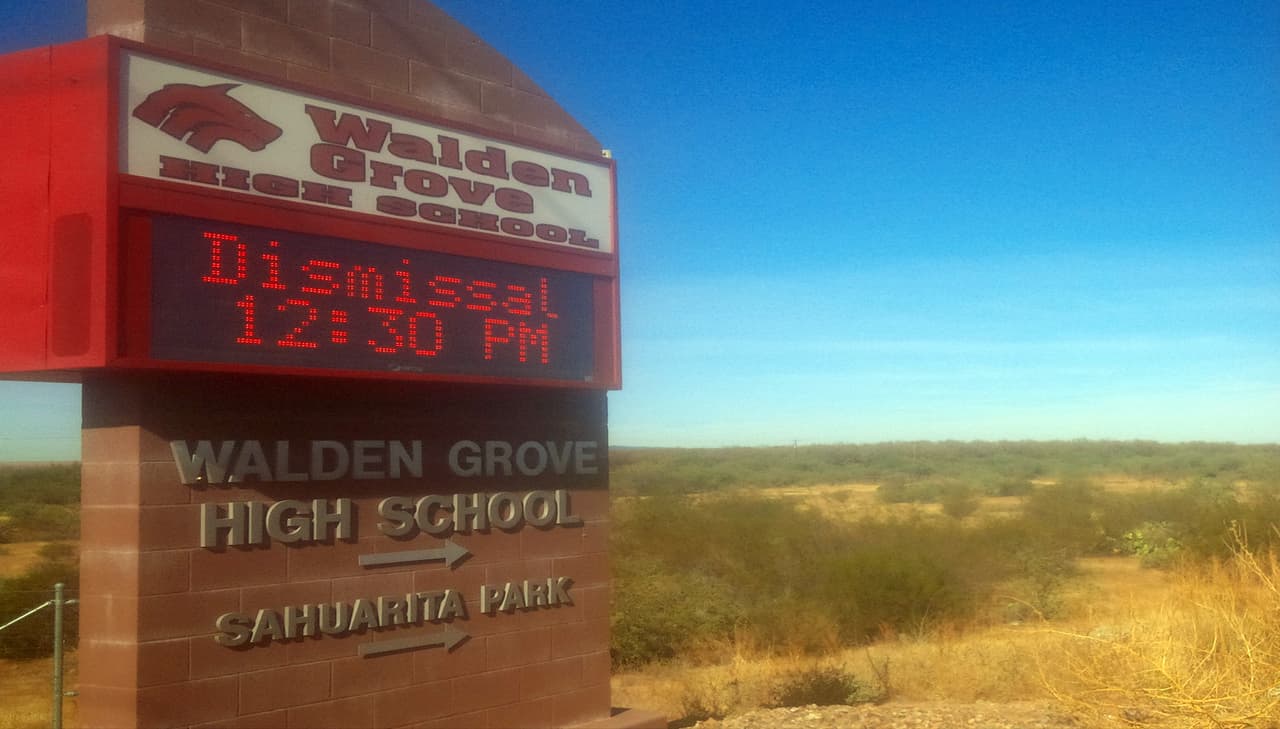 Walden
Grove
HIGH SCHOOL
Dismissal
12:30 PM
WALDEN GROVE
HIGH SCHOOL
SAHUARITA PARK